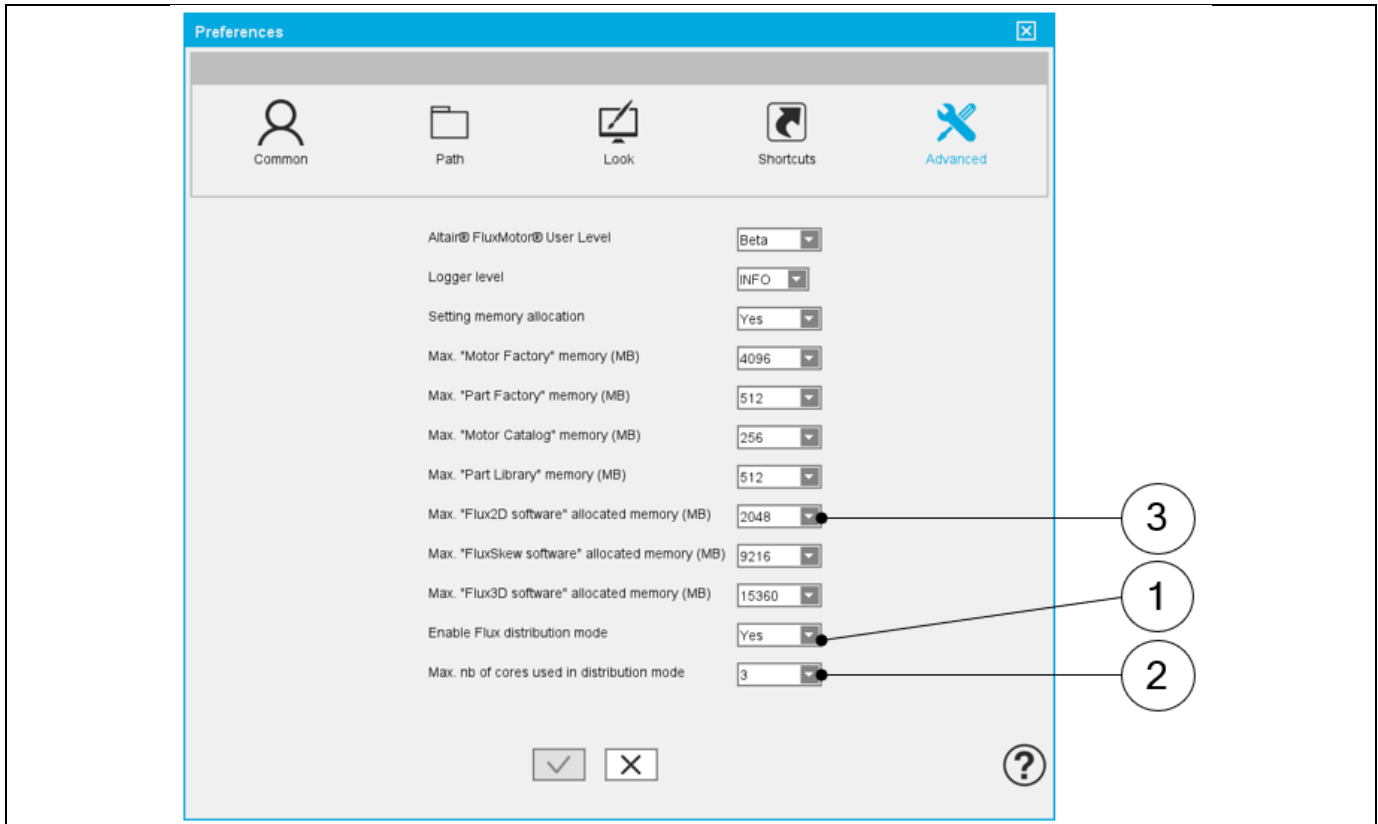 Preferences
Common Path Look Shortcuts Advanced
Altair® FluxMotor® User Level Beta
Logger level INFO
Setting memory allocation Yes
Max. "Motor Factory" memory (MB) 4096
Max. "Part Factory" memory (MB) 512
Max. "Motor Catalog" memory (MB) 256
Max. "Part Library" memory (MB) 512
Max. "Flux2D software" allocated memory (MB) 2048 3
Max. "FluxSkew software" allocated memory (MB) 9216
Max. "Flux3D software" allocated memory (MB) 15360 1
Enable Flux distribution mode Yes
Max. nb of cores used in distribution mode 3 2
?